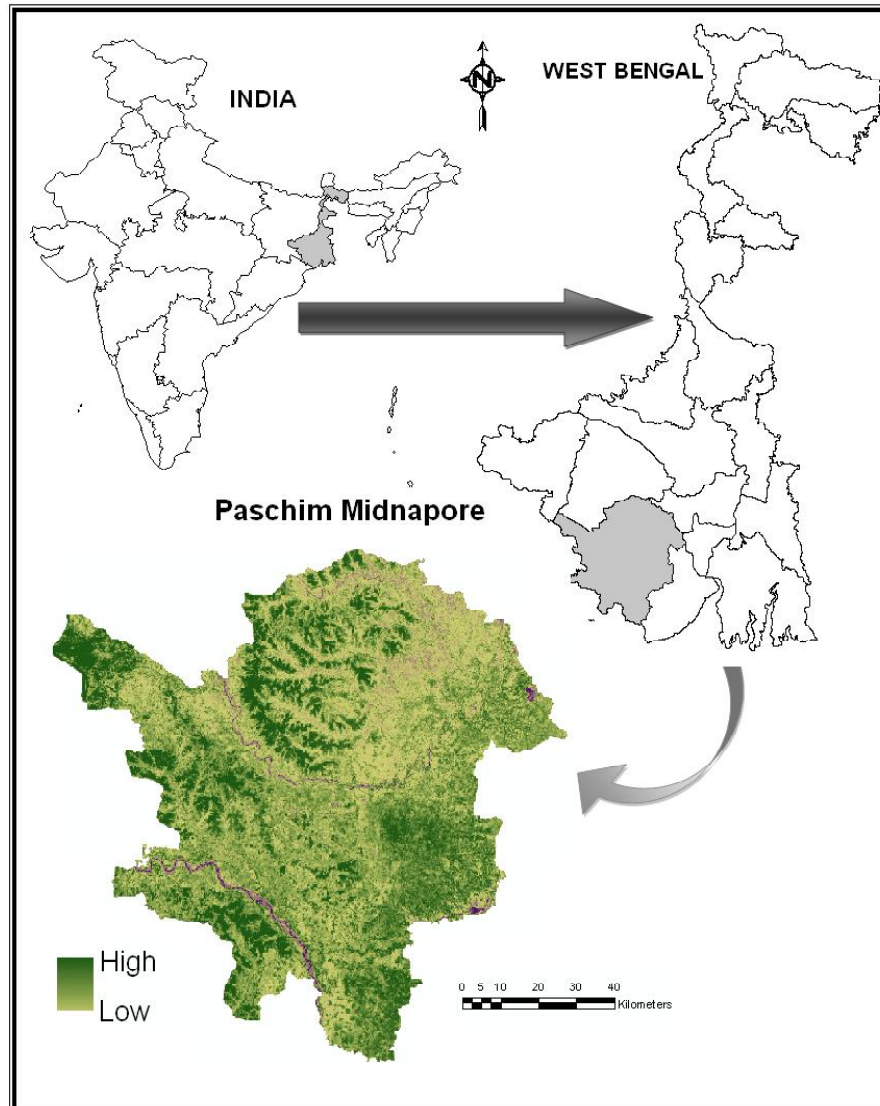 INDIA
N
WEST BENGAL
Paschim Midnapore
High
Low
0 5 10 20 30 40
Kilometers